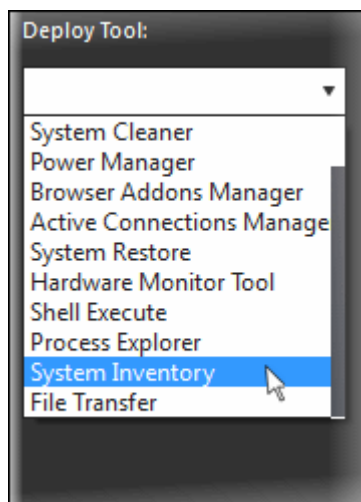 Deploy Tool:
System Cleaner
Power Manager
Browser Addons Manager
Active Connections Manage
System Restore
Hardware Monitor Tool
Shell Execute
Process Explorer
System Inventory
File Transfer